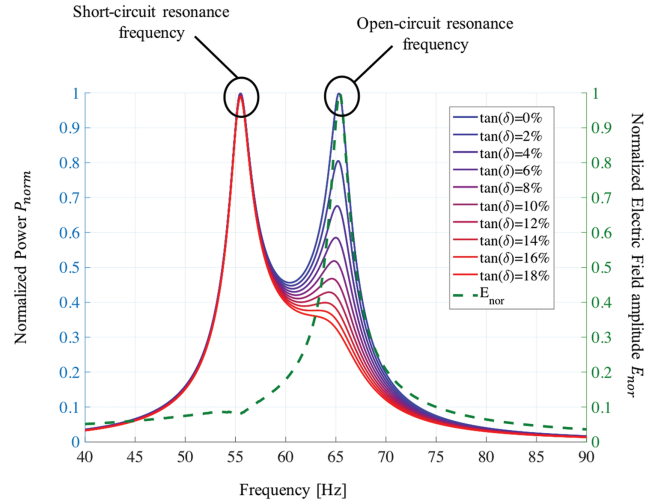 Short-circuit resonance
frequency
Open-circuit resonance
frequency
Normalized Power P_norm
1
0.9
0.8
0.7
0.6
0.5
0.4
0.3
0.2
0.1
0
40
45
50
55
60
65
70
75
80
85
90
Frequency [Hz]
tan(δ)=0%
tan(δ)=2%
tan(δ)=4%
tan(δ)=6%
tan(δ)=8%
tan(δ)=10%
tan(δ)=12%
tan(δ)=14%
tan(δ)=16%
tan(δ)=18%
E_nor
1
0.9
0.8
0.7
0.6
0.5
0.4
0.3
0.2
0.1
0
Normalized Electric Field amplitude E_nor